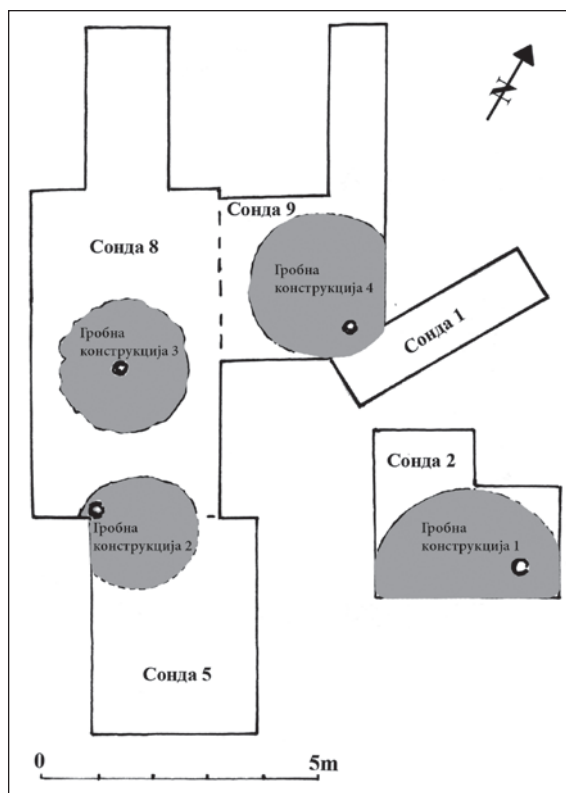 N
Сонда 9
Сонда 8
Гробна
конструкција 4
Сонда 1
Гробна
конструкција 3
Сонда 2
Гробна
конструкција 1
Гробна
конструкција 2
Сонда 5
0
5m